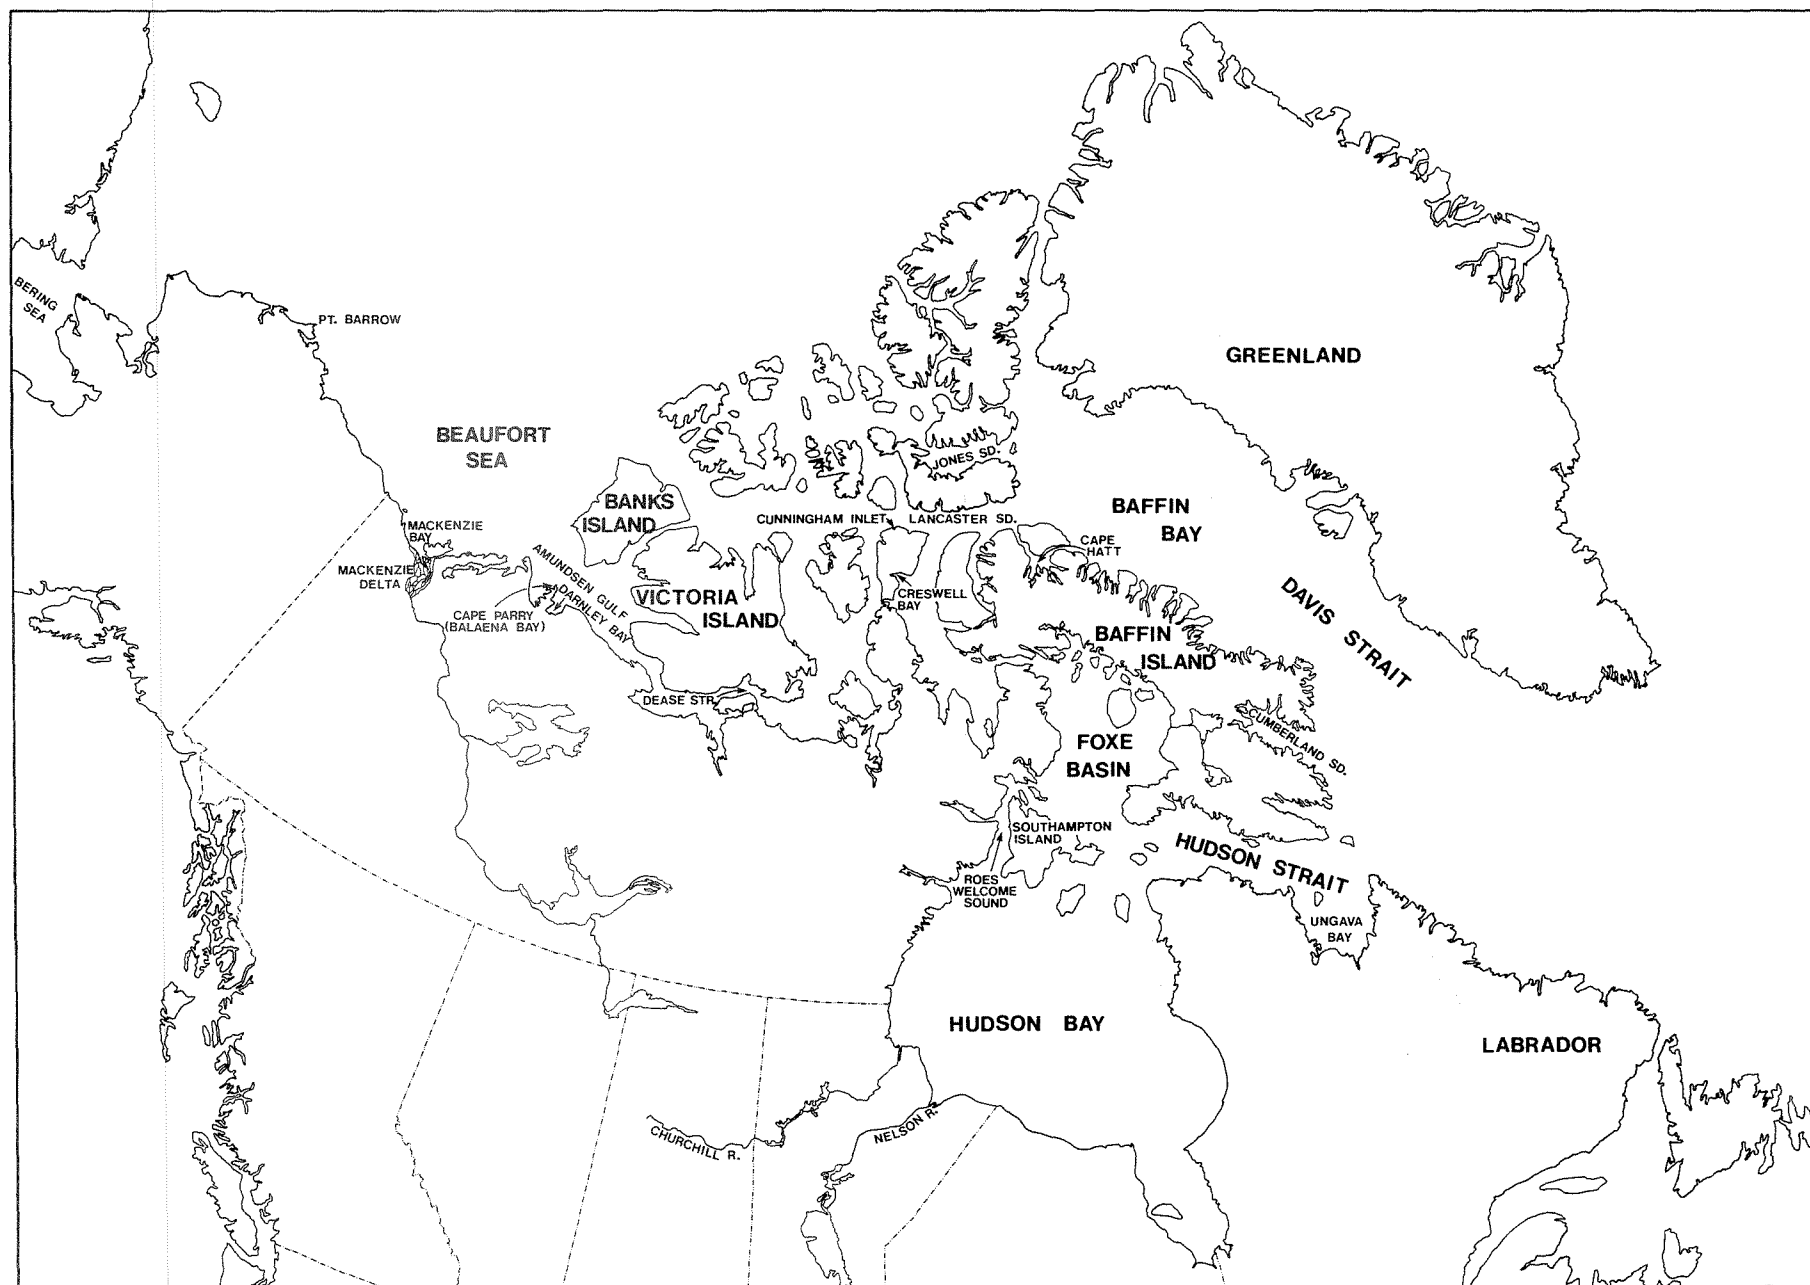 BERING
SEA
PT. BARROW
GREENLAND
BEAUFORT
SEA
JONES SD.
BANKS
ISLAND
BAFFIN
BAY
CUNNINGHAM INLET
LANCASTER SD.
MACKENZIE
BAY
CAPE
HATT
MACKENZIE
DELTA
AMUNDSEN GULF
DARNLEY BAY
CAPE PARRY
(BALAENA BAY)
VICTORIA
ISLAND
CRESWELL
BAY
DAVIS STRAIT
BAFFIN
ISLAND
DEASE STR.
CUMBERLAND SD.
FOXE
BASIN
SOUTHAMPTON
ISLAND
HUDSON STRAIT
ROES
WELCOME
SOUND
UNGAVA
BAY
HUDSON BAY
LABRADOR
CHURCHILL R.
NELSON R.